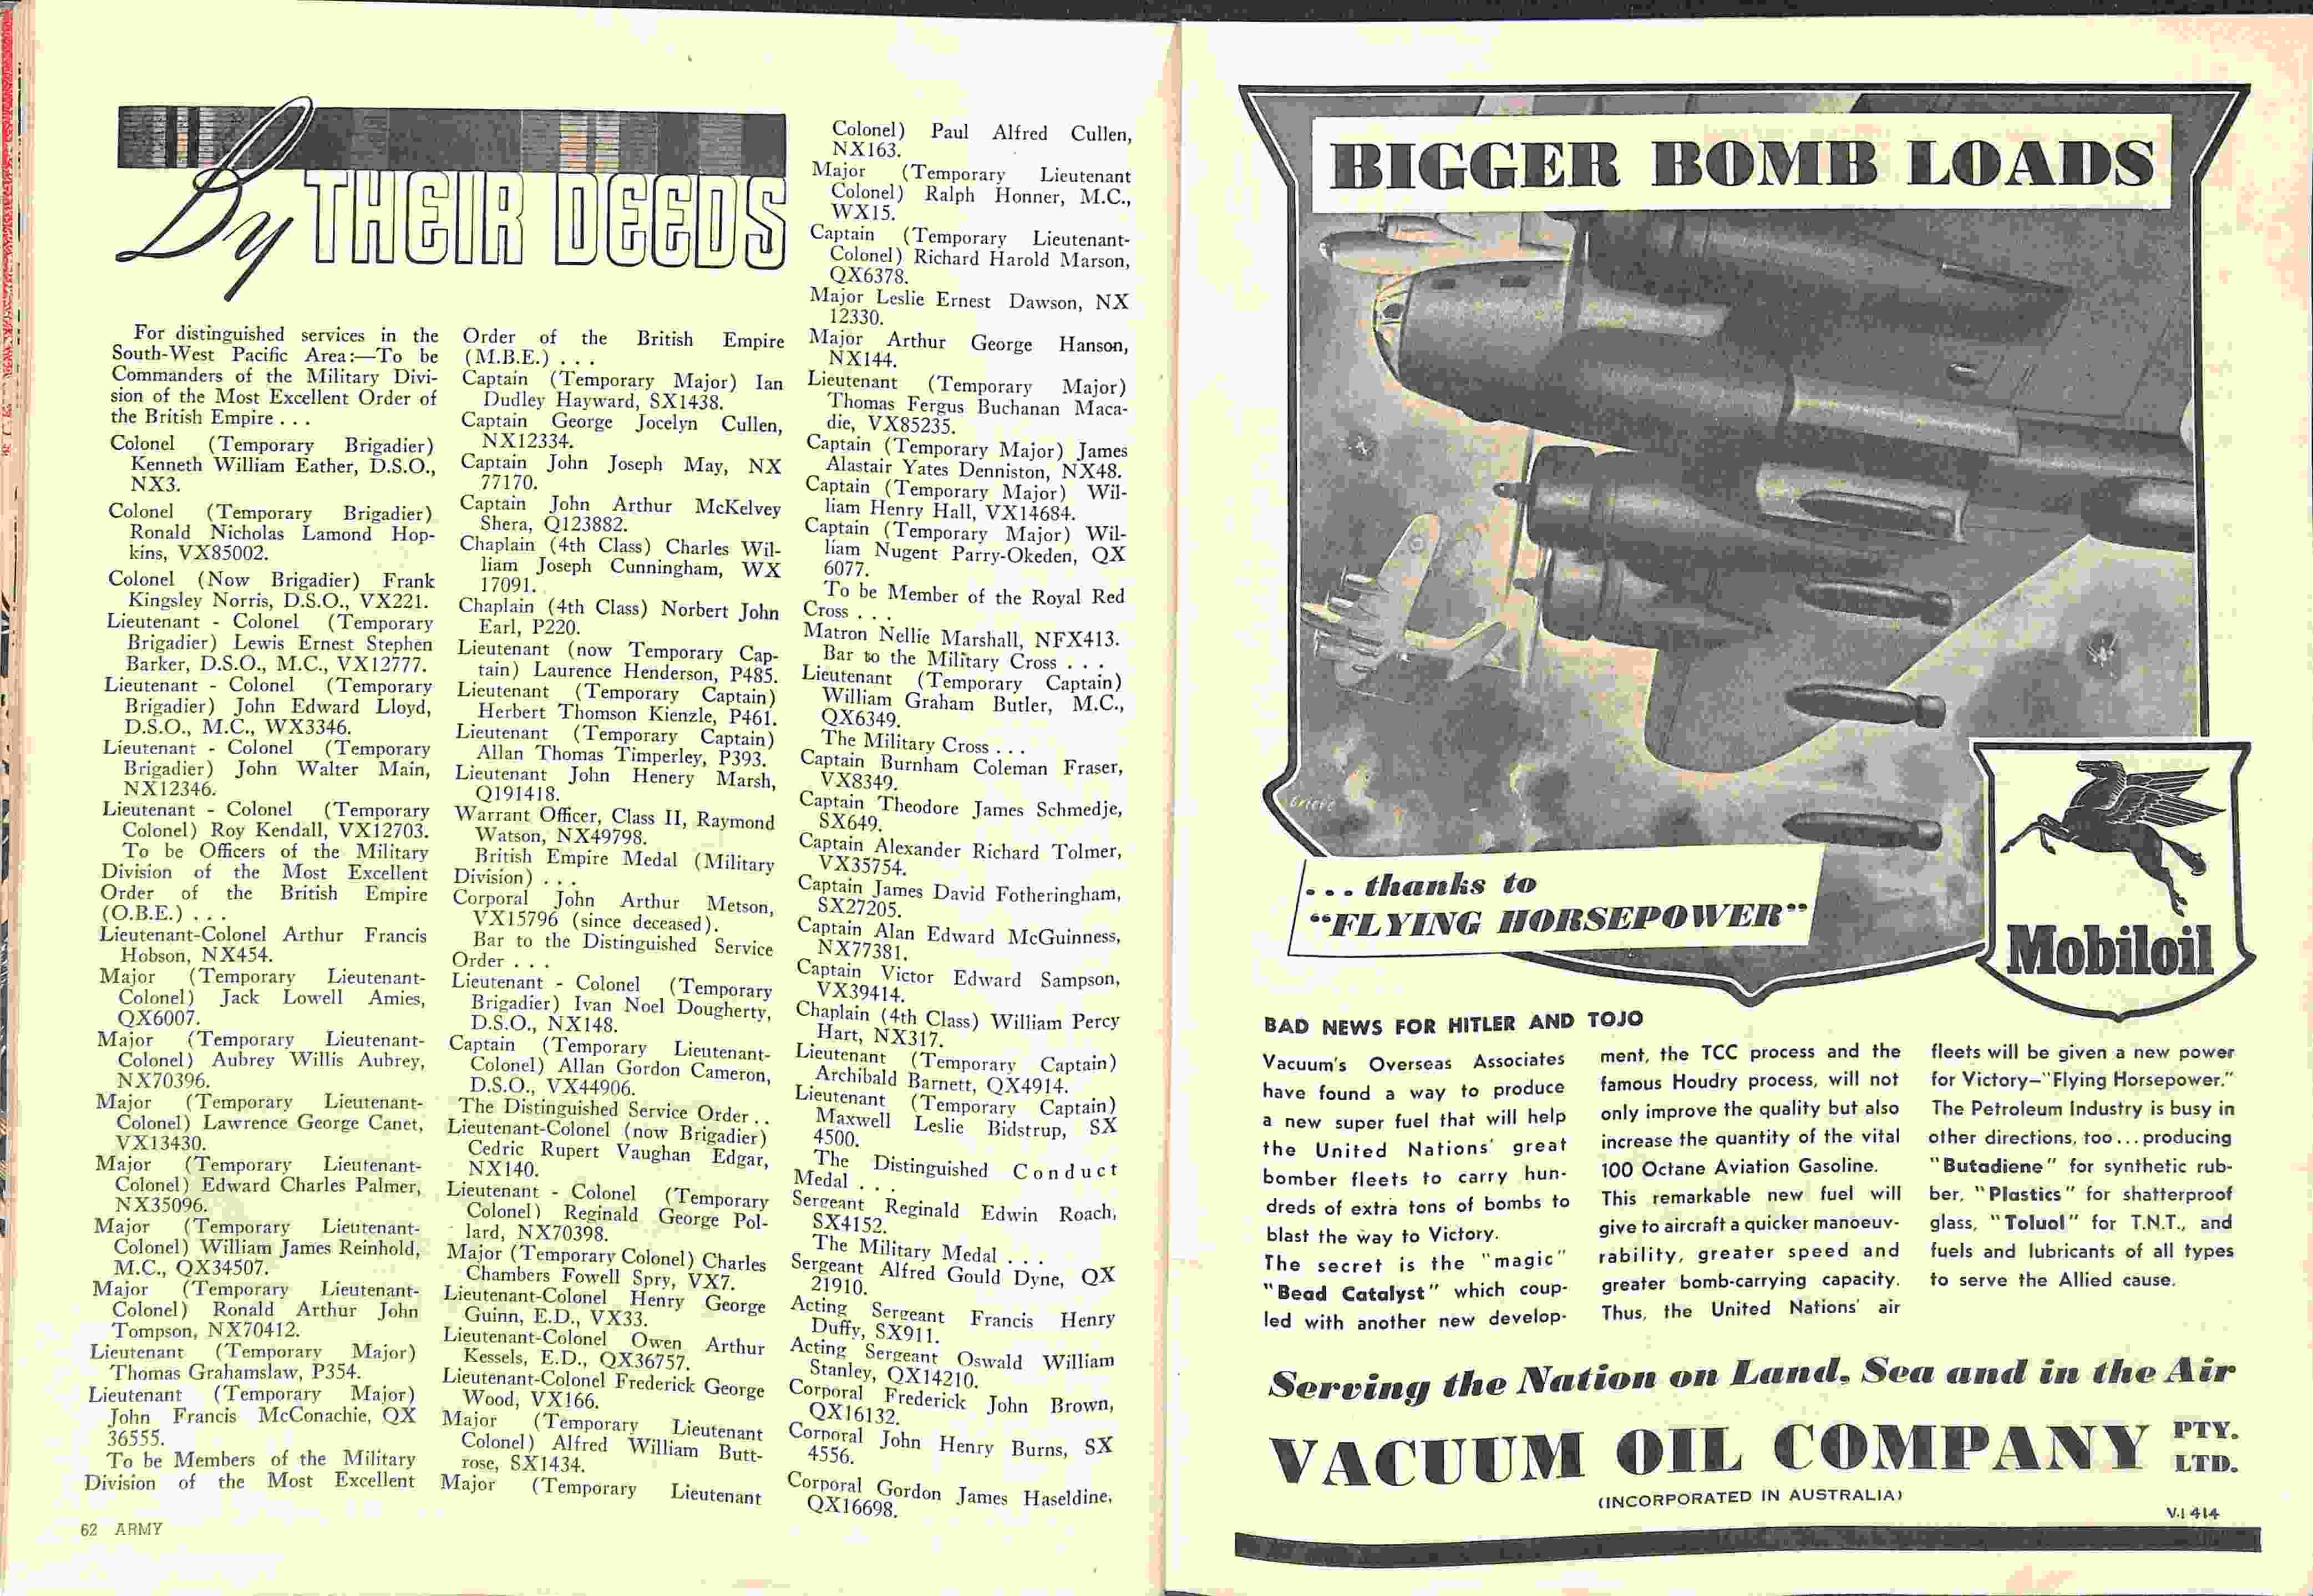 By THEIR DEEDS
For distinguished services in the
South-West Pacific Area:—To be
Commanders of the Military Divi-
sion of the Most Excellent Order of
the British Empire . . .
Colonel (Temporary Brigadier)
Kenneth William Eather, D.S.O.,
NX3.
Colonel (Temporary Brigadier)
Ronald Nicholas Lamond Hop-
kins, VX85002.
Colonel (Now Brigadier) Frank
Kingsley Norris, D.S.O., VX221.
Lieutenant - Colonel (Temporary
Brigadier) Lewis Ernest Stephen
Barker, D.S.O., M.C., VX12777.
Lieutenant - Colonel (Temporary
Brigadier) John Edward Lloyd,
D.S.O., M.C., WX3346.
Lieutenant - Colonel (Temporary
Brigadier) John Walter Main,
NX12346.
Lieutenant - Colonel (Temporary
Colonel) Roy Kendall, VX12703.
To be Officers of the Military
Division of the Most Excellent
Order of the British Empire
(O.B.E.) . . .
Lieutenant-Colonel Arthur Francis
Hobson, NX454.
Major (Temporary Lieutenant-
Colonel) Jack Lowell Amies,
QX6007.
Major (Temporary Lieutenant-
Colonel) Aubrey Willis Aubrey,
NX70396.
Major (Temporary Lieutenant-
Colonel) Lawrence George Canet,
VX13430.
Major (Temporary Lieutenant-
Colonel) Edward Charles Palmer,
NX35096.
Major (Temporary Lieutenant-
Colonel) William James Reinhold,
M.C., QX34507.
Major (Temporary Lieutenant-
Colonel) Ronald Arthur John
Tompson, NX70412.
Lieutenant (Temporary Major)
Thomas Grahamslaw, P354.
Lieutenant (Temporary Major)
John Francis McConachie, QX
36555.
To be Members of the Military
Division of the Most Excellent
Order of the British Empire
(M.B.E.) . . .
Captain (Temporary Major) Ian
Dudley Hayward, SX1438.
Captain George Jocelyn Cullen,
NX12334.
Captain John Joseph May, NX
77170.
Captain John Arthur McKelvey
Shera, Q123882.
Chaplain (4th Class) Charles Wil-
liam Joseph Cunningham, WX
17091.
Chaplain (4th Class) Norbert John
Earl, P220.
Lieutenant (now Temporary Cap-
tain) Laurence Henderson, P485.
Lieutenant (Temporary Captain)
Herbert Thomson Kienzle, P461.
Lieutenant (Temporary Captain)
Allan Thomas Timperley, P393.
Lieutenant John Henery Marsh,
Q191418.
Warrant Officer, Class II, Raymond
Watson, NX49798.
British Empire Medal (Military
Division) . . .
Corporal John Arthur Metson,
VX15796 (since deceased).
Bar to the Distinguished Service
Order . . .
Lieutenant - Colonel (Temporary
Brigadier) Ivan Noel Dougherty,
D.S.O., NX148.
Captain (Temporary Lieutenant-
Colonel) Allan Gordon Cameron,
D.S.O., VX44906.
The Distinguished Service Order . .
Lieutenant-Colonel (now Brigadier)
Cedric Rupert Vaughan Edgar,
NX140.
Lieutenant - Colonel (Temporary
Colonel) Reginald George Pol-
lard, NX70398.
Major (Temporary Colonel) Charles
Chambers Fowell Spry, VX7.
Lieutenant-Colonel Henry George
Guinn, E.D., VX33.
Lieutenant-Colonel Owen Arthur
Kessels, E.D., QX36757.
Lieutenant-Colonel Frederick George
Wood, VX166.
Major (Temporary Lieutenant
Colonel) Alfred William Butt-
rose, SX1434.
Major (Temporary Lieutenant
Colonel) Paul Alfred Cullen,
NX163.
Major (Temporary Lieutenant
Colonel) Ralph Honner, M.C.,
WX15.
Captain (Temporary Lieutenant-
Colonel) Richard Harold Marson,
QX6378.
Major Leslie Ernest Dawson, NX
12330.
Major Arthur George Hanson,
NX144.
Lieutenant (Temporary Major)
Thomas Fergus Buchanan Maca-
die, VX85235.
Captain (Temporary Major) James
Alastair Yates Denniston, NX48.
Captain (Temporary Major) Wil-
liam Henry Hall, VX14684.
Captain (Temporary Major) Wil-
liam Nugent Parry-Okeden, QX
6077.
To be Member of the Royal Red
Cross . . .
Matron Nellie Marshall, NFX413.
Bar to the Military Cross . . .
Lieutenant (Temporary Captain)
William Graham Butler, M.C.,
QX6349.
The Military Cross . . .
Captain Burnham Coleman Fraser,
VX8349.
Captain Theodore James Schmedje,
SX649.
Captain Alexander Richard Tolmer,
VX35754.
Captain James David Fotheringham,
SX27205.
Captain Alan Edward McGuinness,
NX77381.
Captain Victor Edward Sampson,
VX39414.
Chaplain (4th Class) William Percy
Hart, NX317.
Lieutenant (Temporary Captain)
Archibald Barnett, QX4914.
Lieutenant (Temporary Captain)
Maxwell Leslie Bidstrup, SX
4500.
The Distinguished Conduct
Medal . . .
Sergeant Reginald Edwin Roach,
SX4152.
The Military Medal . . .
Sergeant Alfred Gould Dyne, QX
21910.
Acting Sergeant Francis Henry
Duffy, SX911.
Acting Sergeant Oswald William
Stanley, QX14210.
Corporal Frederick John Brown,
QX16132.
Corporal John Henry Burns, SX
4556.
Corporal Gordon James Haseldine,
QX16698.
62 ARMY
BIGGER BOMB LOADS
Grieve
. . . thanks to
"FLYING HORSEPOWER"
Mobiloil
BAD NEWS FOR HITLER AND TOJO
Vacuum's Overseas Associates
have found a way to produce
a new super fuel that will help
the United Nations' great
bomber fleets to carry hun-
dreds of extra tons of bombs to
blast the way to Victory.
The secret is the "magic"
"Bead Catalyst" which coup-
led with another new develop-
ment, the TCC process and the
famous Houdry process, will not
only improve the quality but also
increase the quantity of the vital
100 Octane Aviation Gasoline.
This remarkable new fuel will
give to aircraft a quicker manoeuv-
rability, greater speed and
greater bomb-carrying capacity.
Thus, the United Nations' air
fleets will be given a new power
for Victory—"Flying Horsepower."
The Petroleum Industry is busy in
other directions, too ... producing
"Butadiene" for synthetic rub-
ber, "Plastics" for shatterproof
glass, "Toluol" for T.N.T., and
fuels and lubricants of all types
to serve the Allied cause.
Serving the Nation on Land, Sea and in the Air
VACUUM OIL COMPANY PTY. LTD.
(INCORPORATED IN AUSTRALIA)
V.1 414